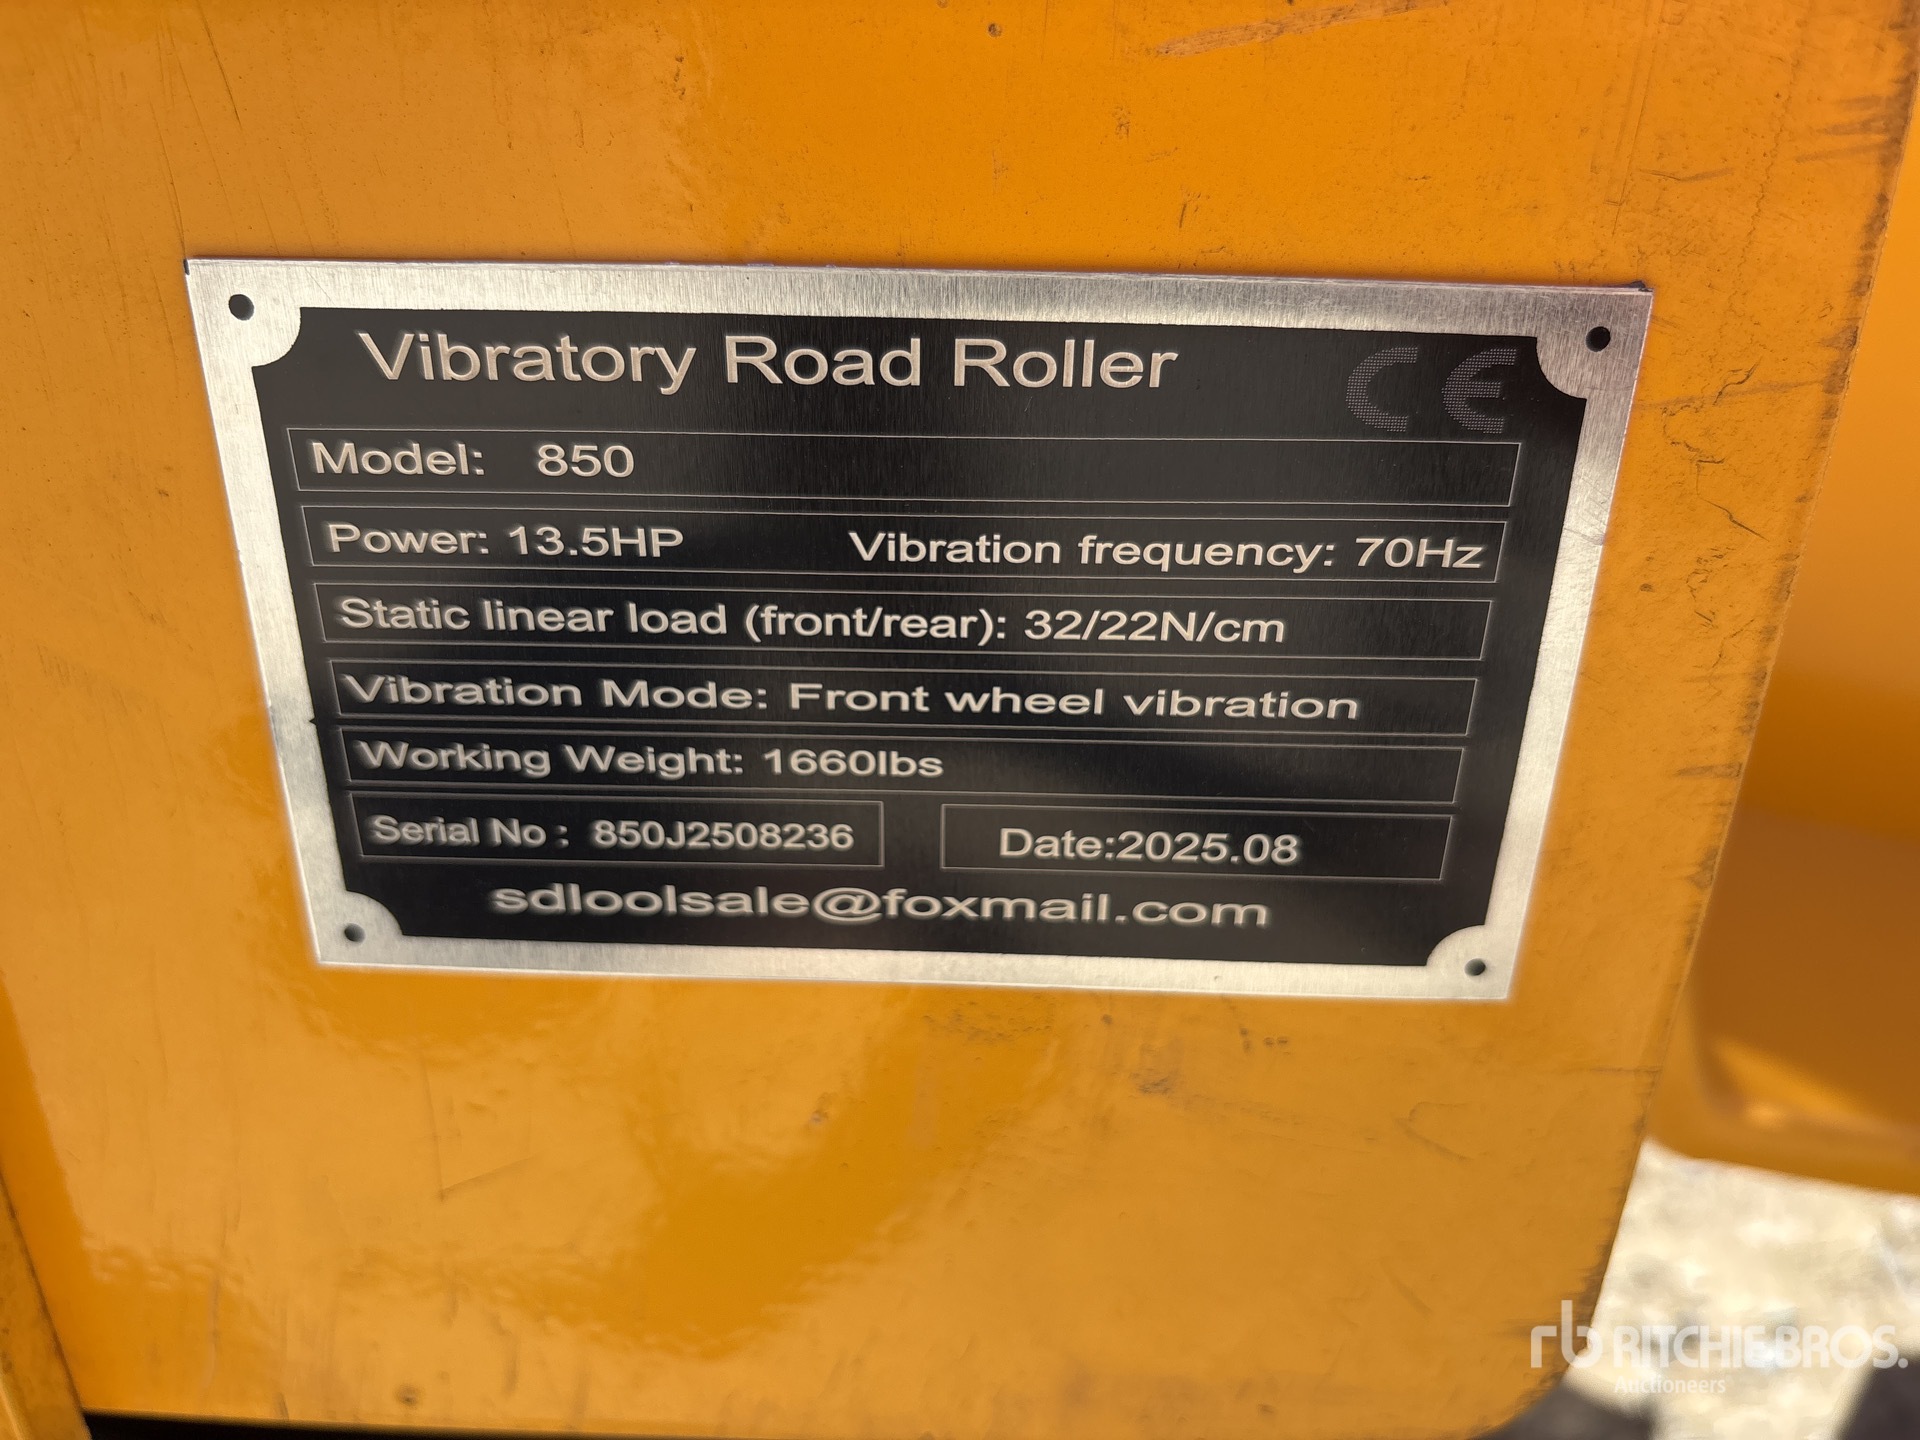 Vibratory Road Roller CE
Model: 850
Power: 13.5HP Vibration frequency: 70Hz
Static linear load (front/rear): 32/22N/cm
Vibration Mode: Front wheel vibration
Working Weight: 1660lbs
Serial No : 850J2508236 Date:2025.08
sdloolsale@foxmail.com
rb RITCHIE BROS.
Auctioneers